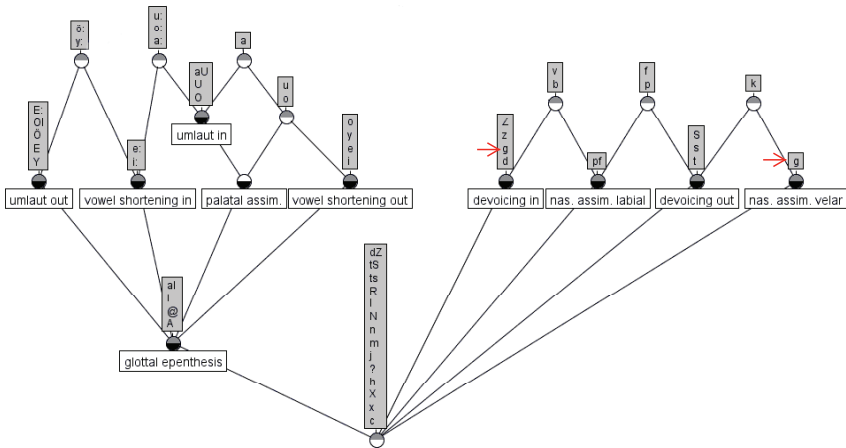 ö:
y:
u:
o:
a:
a
aU
U
O
u
o
E:
OI
Ö
E
Y
e:
i:
o
y
e
i
umlaut in
umlaut out
vowel shortening in
palatal assim.
vowel shortening out
v
b
f
p
k
Z
z
g
d
pf
S
s
t
g
devoicing in
nas. assim. labial
devoicing out
nas. assim. velar
aI
I
@
A
glottal epenthesis
dZ
tS
ts
R
l
N
n
m
j
?
h
X
x
c